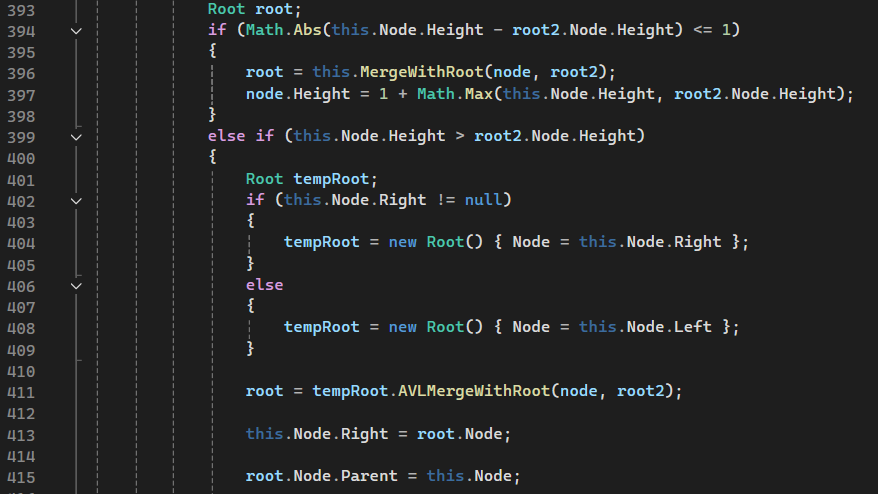 393 Root root;
394 if (Math.Abs(this.Node.Height - root2.Node.Height) <= 1)
395 {
396 root = this.MergeWithRoot(node, root2);
397 node.Height = 1 + Math.Max(this.Node.Height, root2.Node.Height);
398 }
399 else if (this.Node.Height > root2.Node.Height)
400 {
401 Root tempRoot;
402 if (this.Node.Right != null)
403 {
404 tempRoot = new Root() { Node = this.Node.Right };
405 }
406 else
407 {
408 tempRoot = new Root() { Node = this.Node.Left };
409 }
410
411 root = tempRoot.AVLMergeWithRoot(node, root2);
412
413 this.Node.Right = root.Node;
414
415 root.Node.Parent = this.Node;